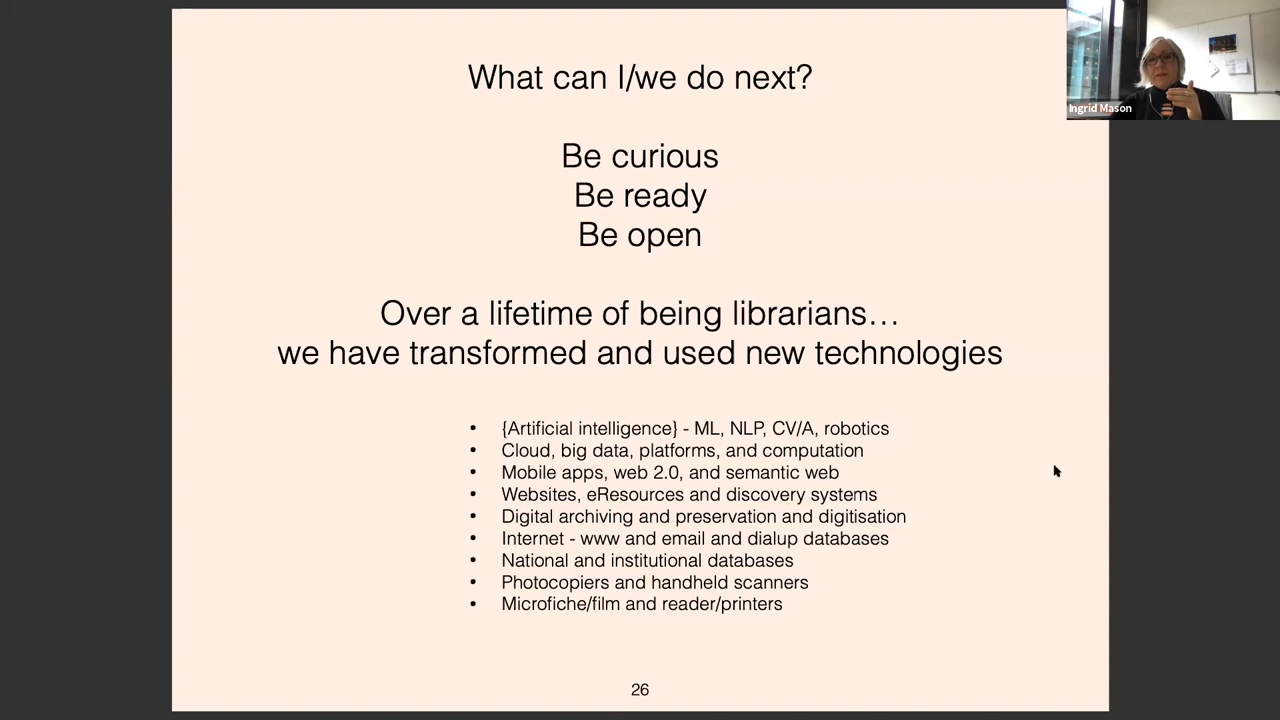 What can I/we do next?
Be curious
Be ready
Be open
Over a lifetime of being librarians…
we have transformed and used new technologies
• {Artificial intelligence} - ML, NLP, CV/A, robotics
• Cloud, big data, platforms, and computation
• Mobile apps, web 2.0, and semantic web
• Websites, eResources and discovery systems
• Digital archiving and preservation and digitisation
• Internet - www and email and dialup databases
• National and institutional databases
• Photocopiers and handheld scanners
• Microfiche/film and reader/printers
26
Ingrid Mason